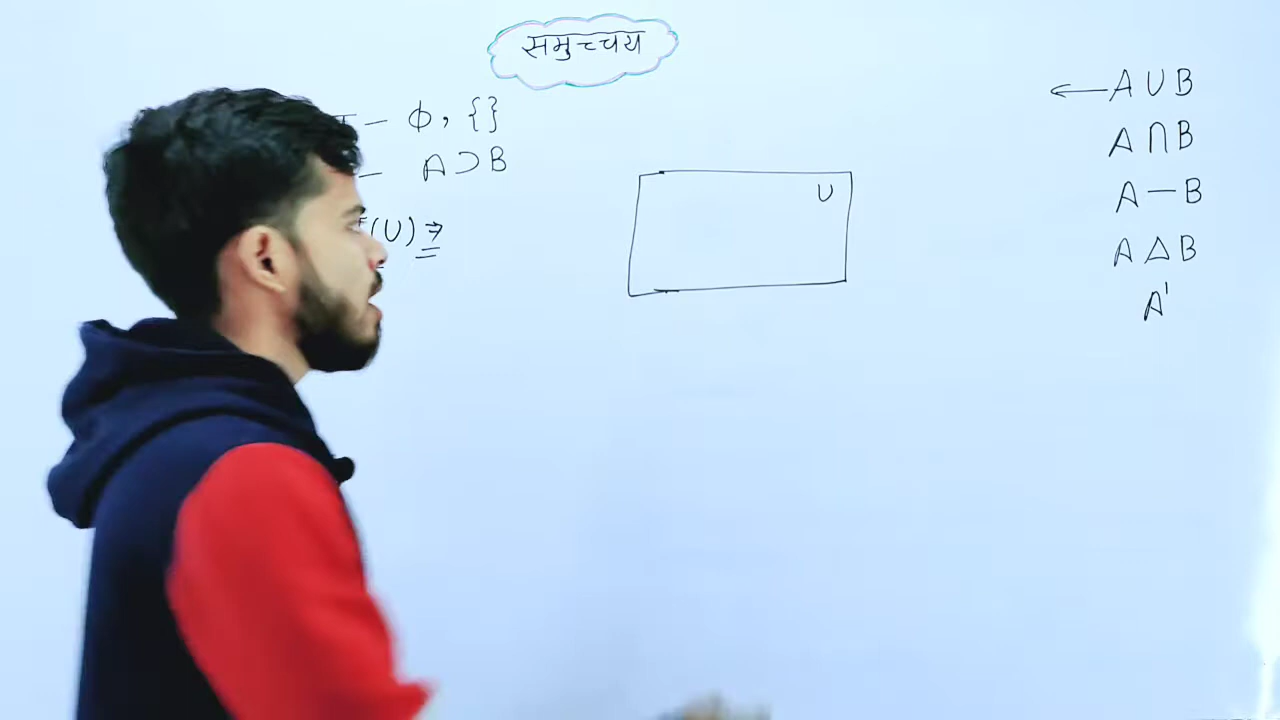 समुच्चय
— ϕ, {}
— A⊃B
(U) ⇒
U
← A∪B
A∩B
A—B
A△B
A'